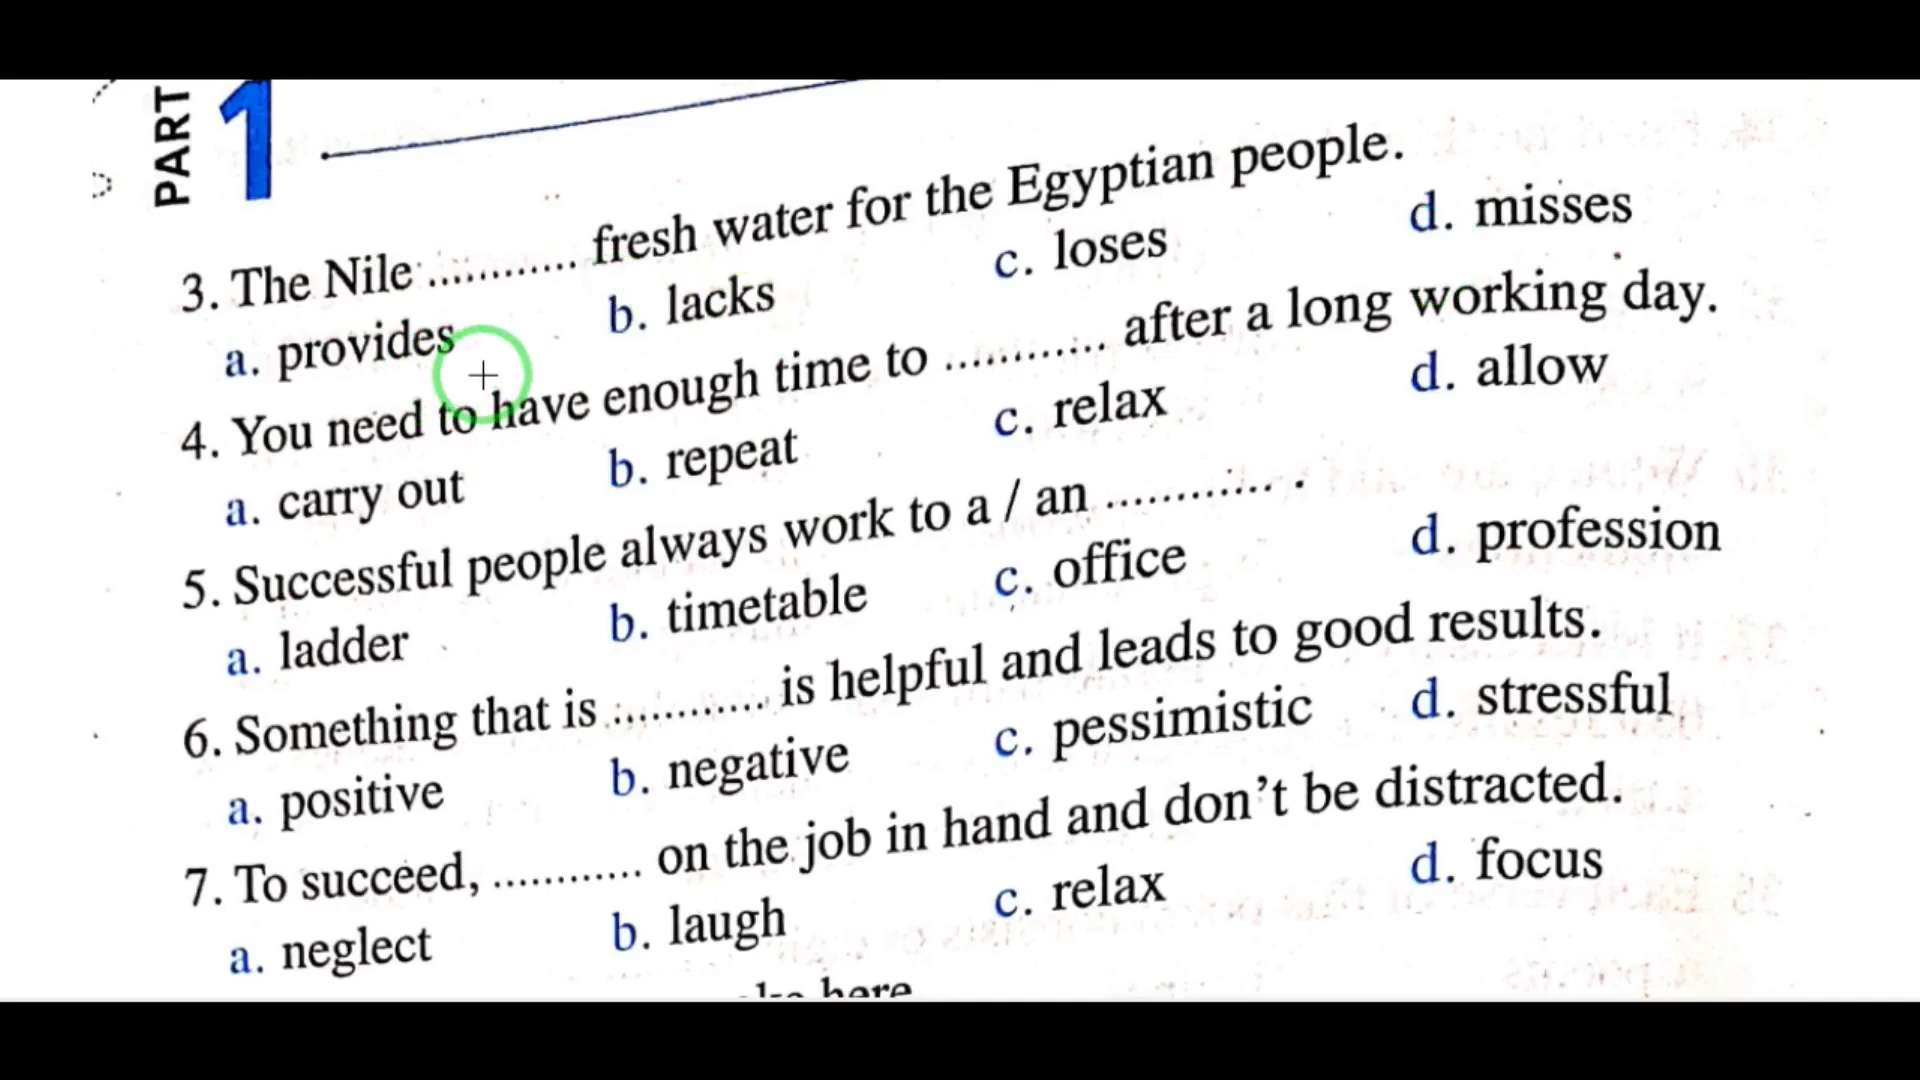 PART
1
3. The Nile ............ fresh water for the Egyptian people.
a. provides b. lacks c. loses d. misses
4. You need to have enough time to ............ after a long working day.
a. carry out b. repeat c. relax d. allow
5. Successful people always work to a / an ............. .
a. ladder b. timetable c. office d. profession
6. Something that is ............ is helpful and leads to good results.
a. positive b. negative c. pessimistic d. stressful
7. To succeed, ............ on the job in hand and don't be distracted.
a. neglect b. laugh c. relax d. focus
here